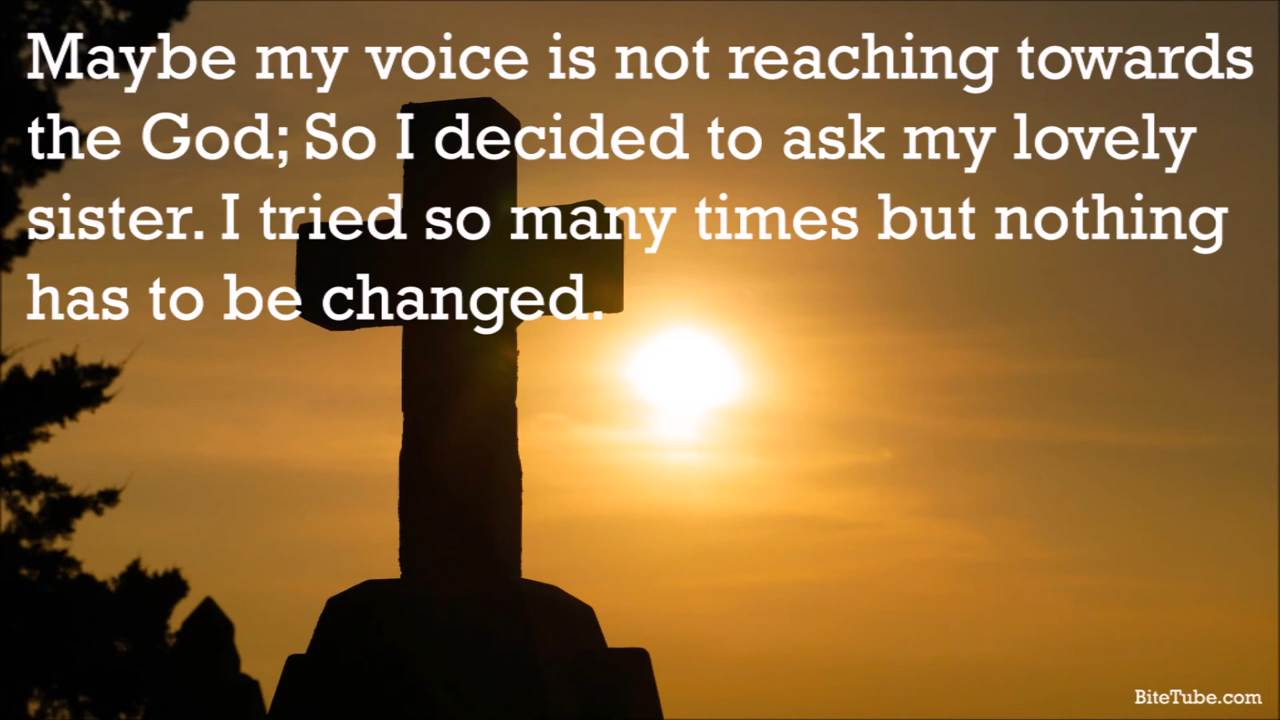 Maybe my voice is not reaching towards
the God; So I decided to ask my lovely
sister. I tried so many times but nothing
has to be changed.
BiteTube.com